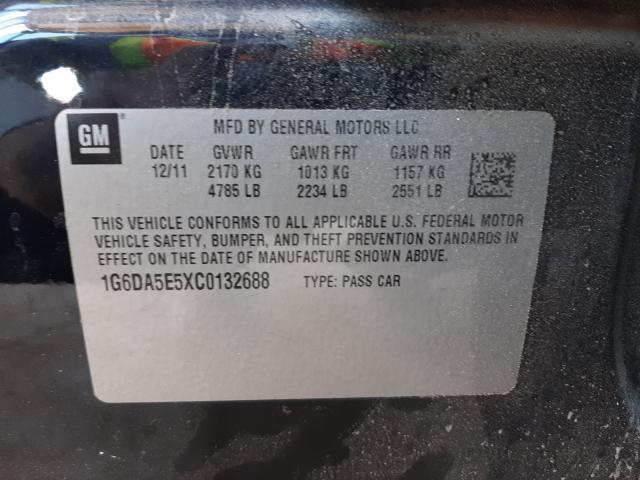 GM ®
MFD BY GENERAL MOTORS LLC
DATE GVWR GAWR FRT GAWR RR
12/11 2170 KG 1013 KG 1157 KG
4785 LB 2234 LB 2551 LB
THIS VEHICLE CONFORMS TO ALL APPLICABLE U.S. FEDERAL MOTOR
VEHICLE SAFETY, BUMPER, AND THEFT PREVENTION STANDARDS IN
EFFECT ON THE DATE OF MANUFACTURE SHOWN ABOVE.
1G6DA5E5XC0132688 TYPE: PASS CAR